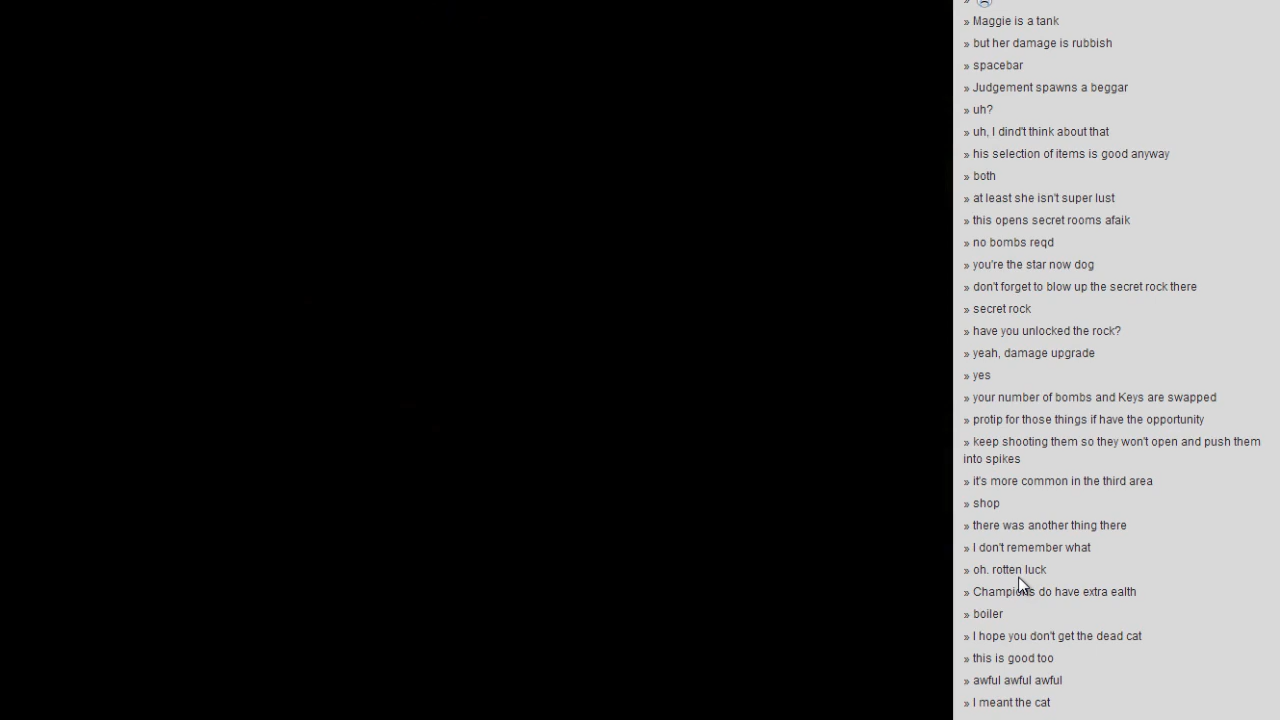 »
» Maggie is a tank
» but her damage is rubbish
» spacebar
» Judgement spawns a beggar
» uh?
» uh, I dind't think about that
» his selection of items is good anyway
» both
» at least she isn't super lust
» this opens secret rooms afaik
» no bombs reqd
» you're the star now dog
» don't forget to blow up the secret rock there
» secret rock
» have you unlocked the rock?
» yeah, damage upgrade
» yes
» your number of bombs and Keys are swapped
» protip for those things if have the opportunity
» keep shooting them so they won't open and push them
into spikes
» it's more common in the third area
» shop
» there was another thing there
» I don't remember what
» oh. rotten luck
» Champions do have extra ealth
» boiler
» I hope you don't get the dead cat
» this is good too
» awful awful awful
» I meant the cat